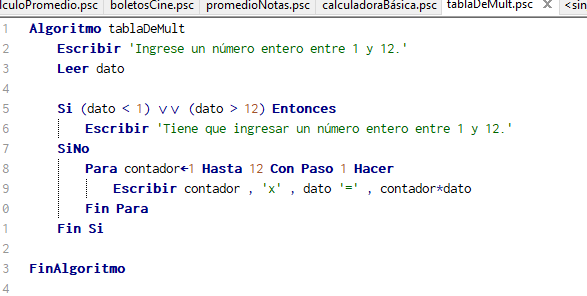 lculoPromedio.psc boletosCine.psc promedioNotas.psc calculadoraBásica.psc tablaDeMult.psc X <sin
1 Algoritmo tablaDeMult
2 Escribir 'Ingrese un número entero entre 1 y 12.'
3 Leer dato
4
5 Si (dato < 1) ∨∨ (dato > 12) Entonces
6 Escribir 'Tiene que ingresar un número entero entre 1 y 12.'
7 SiNo
8 Para contador←1 Hasta 12 Con Paso 1 Hacer
9 Escribir contador , 'x' , dato '=' , contador*dato
0 Fin Para
1 Fin Si
2
3 FinAlgoritmo
4